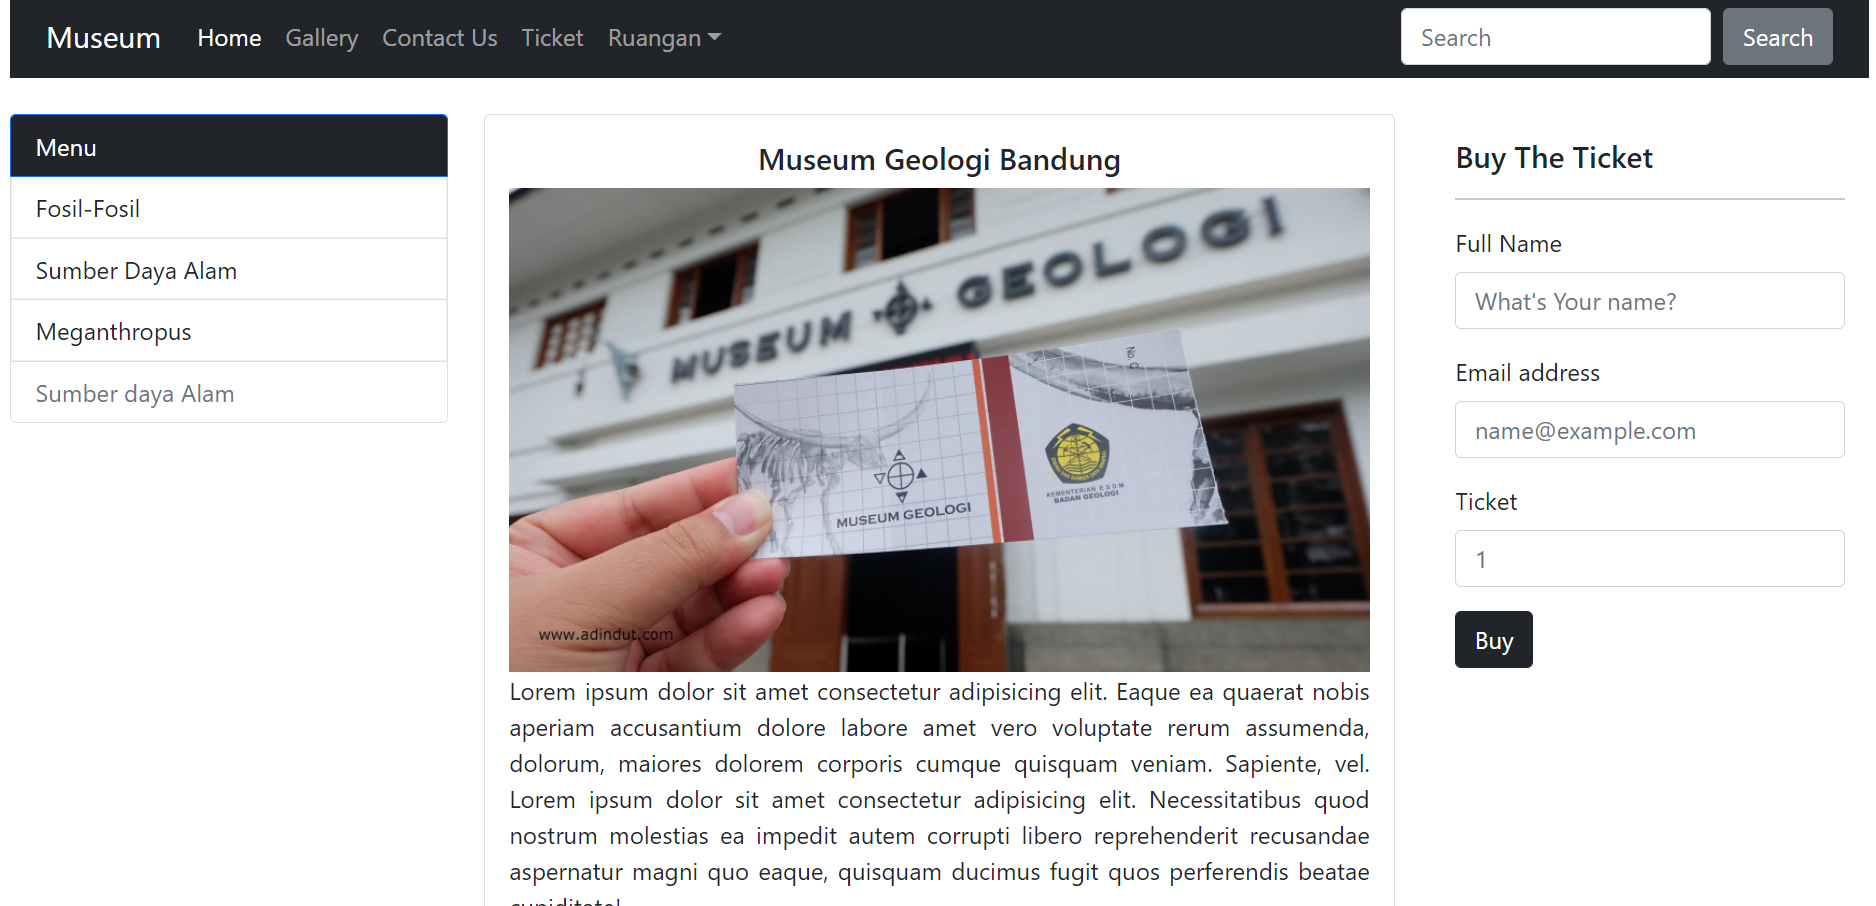 Museum Home Gallery Contact Us Ticket Ruangan Search Search
Menu
Fosil-Fosil
Sumber Daya Alam
Meganthropus
Sumber daya Alam
Museum Geologi Bandung
MUSEUM GEOLOGI
No. 0
MUSEUM GEOLOGI
KEMENTERIAN ESDM
BADAN GEOLOGI
www.adindut.com
Lorem ipsum dolor sit amet consectetur adipisicing elit. Eaque ea quaerat nobis
aperiam accusantium dolore labore amet vero voluptate rerum assumenda,
dolorum, maiores dolorem corporis cumque quisquam veniam. Sapiente, vel.
Lorem ipsum dolor sit amet consectetur adipisicing elit. Necessitatibus quod
nostrum molestias ea impedit autem corrupti libero reprehenderit recusandae
aspernatur magni quo eaque, quisquam ducimus fugit quos perferendis beatae
Buy The Ticket
Full Name
What's Your name?
Email address
name@example.com
Ticket
1
Buy